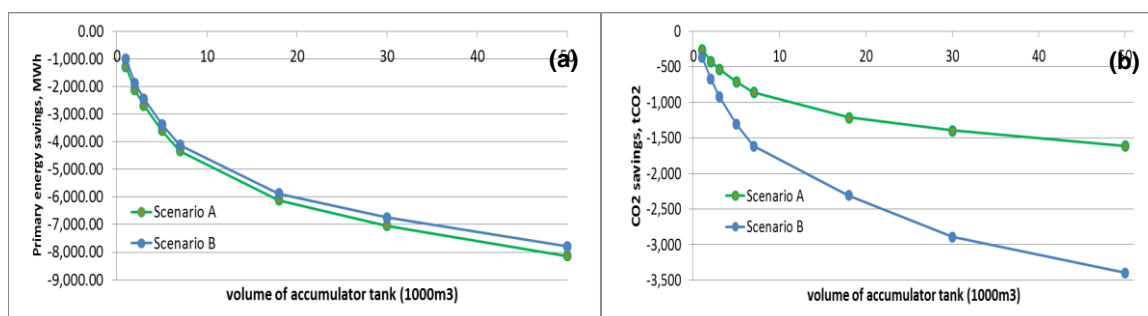 0.00
-1,000.00
-2,000.00
-3,000.00
-4,000.00
-5,000.00
-6,000.00
-7,000.00
-8,000.00
-9,000.00
0 10 20 30 40 50
(a)
Primary energy savings, MWh
Scenario A
Scenario B
volume of accumulator tank (1000m3)
0
-500
-1,000
-1,500
-2,000
-2,500
-3,000
-3,500
0 10 20 30 40 50
(b)
CO2 savings, tCO2
Scenario A
Scenario B
volume of accumulator tank (1000m3)